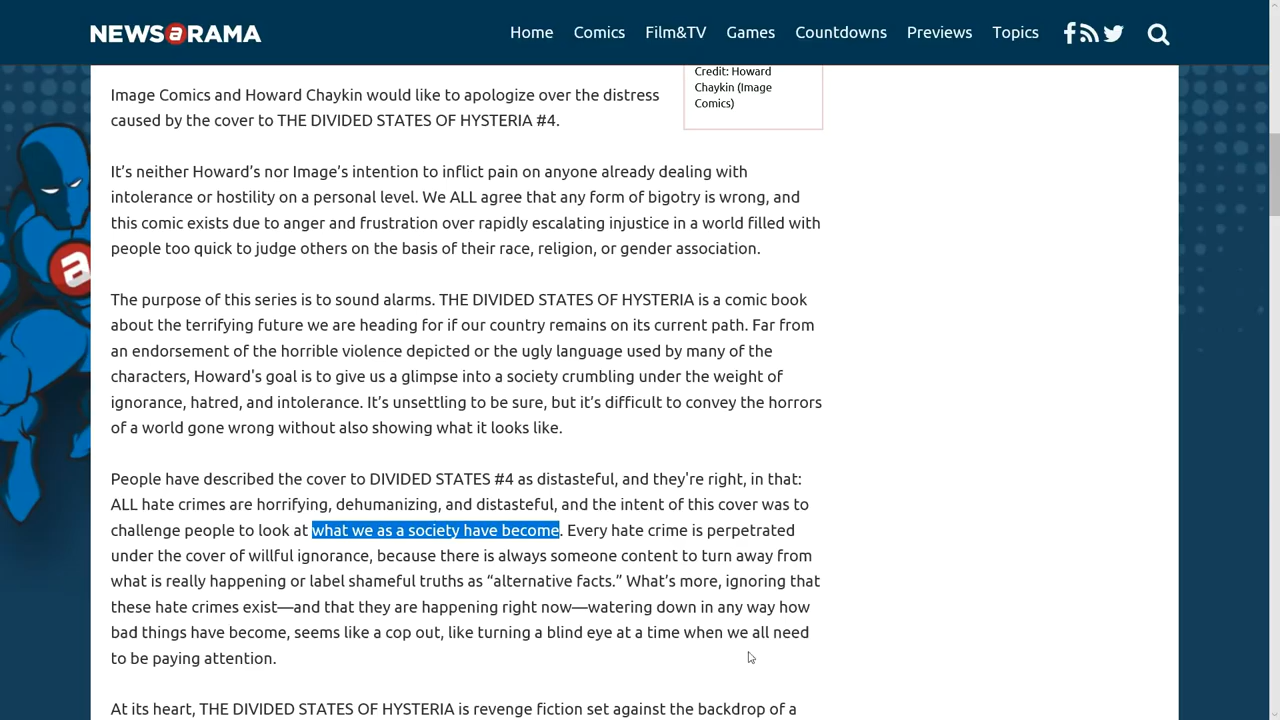 NEWSaRAMA
Home Comics Film&TV Games Countdowns Previews Topics
Credit: Howard
Chaykin (Image
Comics)
Image Comics and Howard Chaykin would like to apologize over the distress
caused by the cover to THE DIVIDED STATES OF HYSTERIA #4.
It’s neither Howard’s nor Image’s intention to inflict pain on anyone already dealing with
intolerance or hostility on a personal level. We ALL agree that any form of bigotry is wrong, and
this comic exists due to anger and frustration over rapidly escalating injustice in a world filled with
people too quick to judge others on the basis of their race, religion, or gender association.
The purpose of this series is to sound alarms. THE DIVIDED STATES OF HYSTERIA is a comic book
about the terrifying future we are heading for if our country remains on its current path. Far from
an endorsement of the horrible violence depicted or the ugly language used by many of the
characters, Howard's goal is to give us a glimpse into a society crumbling under the weight of
ignorance, hatred, and intolerance. It’s unsettling to be sure, but it’s difficult to convey the horrors
of a world gone wrong without also showing what it looks like.
People have described the cover to DIVIDED STATES #4 as distasteful, and they're right, in that:
ALL hate crimes are horrifying, dehumanizing, and distasteful, and the intent of this cover was to
challenge people to look at what we as a society have become. Every hate crime is perpetrated
under the cover of willful ignorance, because there is always someone content to turn away from
what is really happening or label shameful truths as “alternative facts.” What’s more, ignoring that
these hate crimes exist—and that they are happening right now—watering down in any way how
bad things have become, seems like a cop out, like turning a blind eye at a time when we all need
to be paying attention.
At its heart, THE DIVIDED STATES OF HYSTERIA is revenge fiction set against the backdrop of a
a